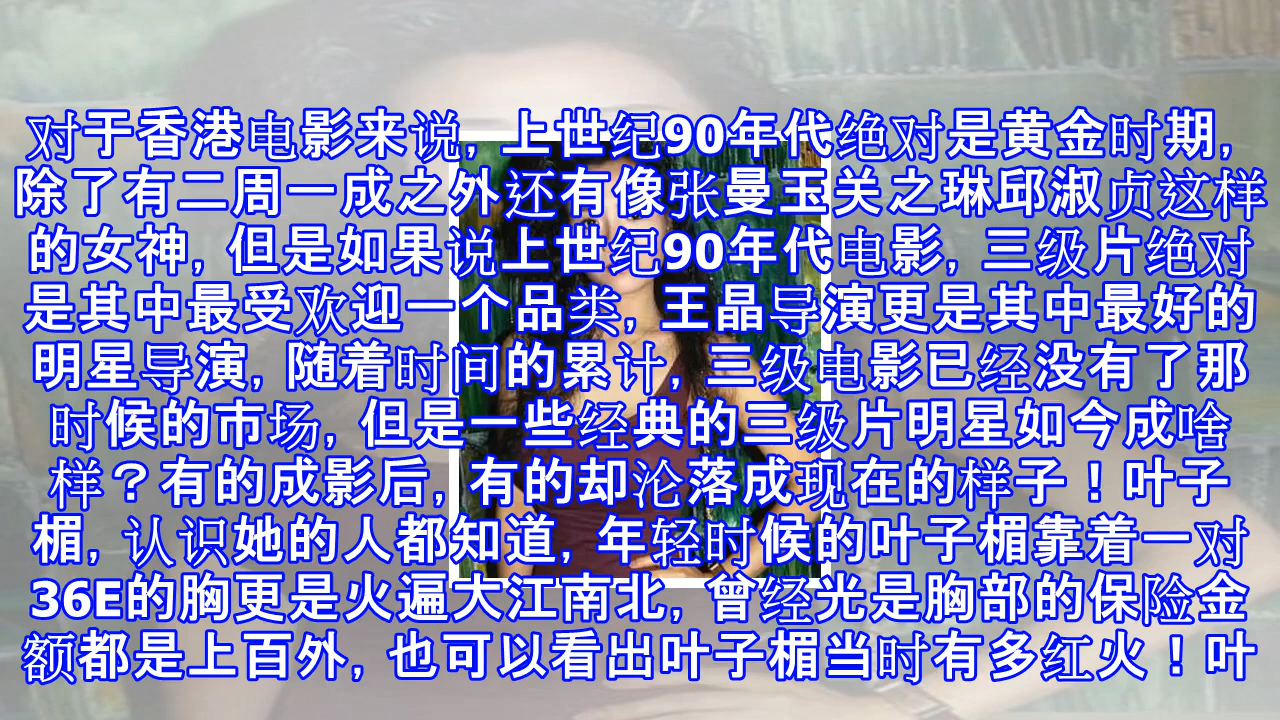 对于香港电影来说, 上世纪90年代绝对是黄金时期,
除了有二周一成之外还有像张曼玉关之琳邱淑贞这样
的女神, 但是如果说上世纪90年代电影, 三级片绝对
是其中最受欢迎一个品类, 王晶导演更是其中最好的
明星导演, 随着时间的累计, 三级电影已经没有了那
时候的市场, 但是一些经典的三级片明星如今成啥
样？有的成影后, 有的却沦落成现在的样子！叶子
楣, 认识她的人都知道, 年轻时候的叶子楣靠着一对
36E的胸更是火遍大江南北, 曾经光是胸部的保险金
额都是上百外, 也可以看出叶子楣当时有多红火！叶